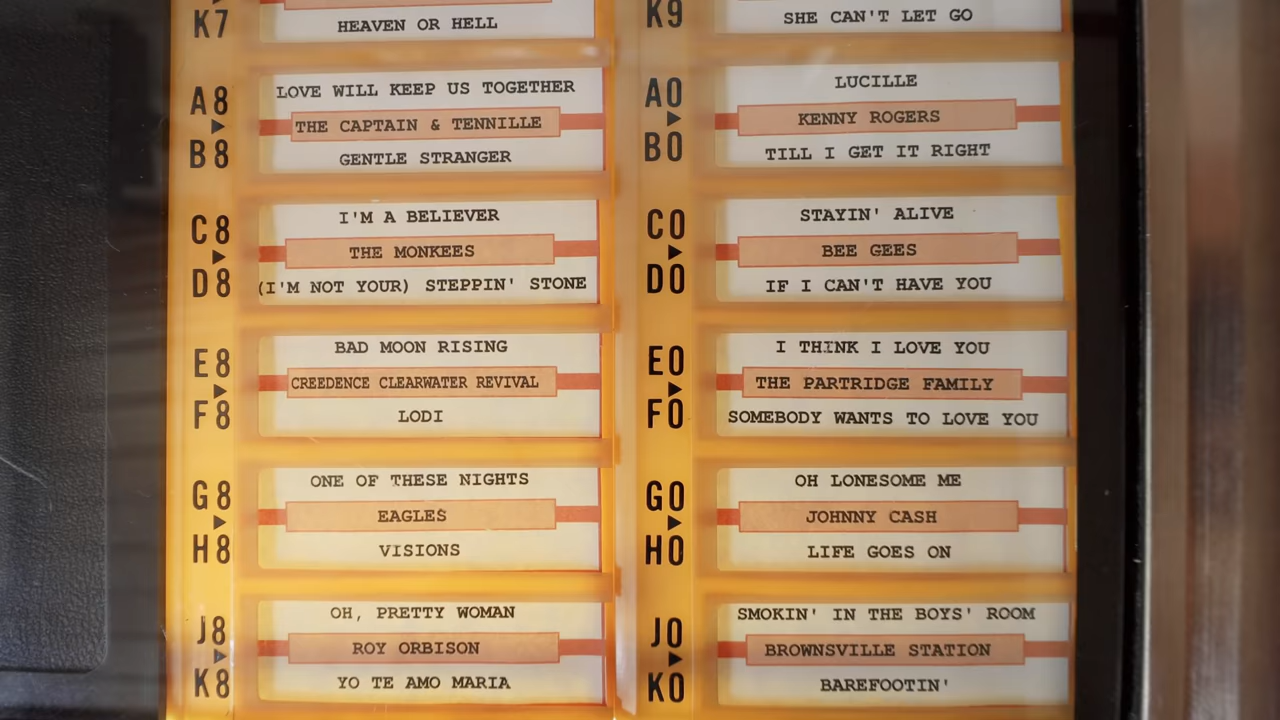 K7
HEAVEN OR HELL
A8
B8
LOVE WILL KEEP US TOGETHER
THE CAPTAIN & TENNILLE
GENTLE STRANGER
C8
D8
I'M A BELIEVER
THE MONKEES
(I'M NOT YOUR) STEPPIN' STONE
E8
F8
BAD MOON RISING
CREEDENCE CLEARWATER REVIVAL
LODI
G8
H8
ONE OF THESE NIGHTS
EAGLES
VISIONS
J8
K8
OH, PRETTY WOMAN
ROY ORBISON
YO TE AMO MARIA
K9
SHE CAN'T LET GO
A0
B0
LUCILLE
KENNY ROGERS
TILL I GET IT RIGHT
C0
D0
STAYIN' ALIVE
BEE GEES
IF I CAN'T HAVE YOU
E0
F0
I THINK I LOVE YOU
THE PARTRIDGE FAMILY
SOMEBODY WANTS TO LOVE YOU
G0
H0
OH LONESOME ME
JOHNNY CASH
LIFE GOES ON
J0
K0
SMOKIN' IN THE BOYS' ROOM
BROWNSVILLE STATION
BAREFOOTIN'